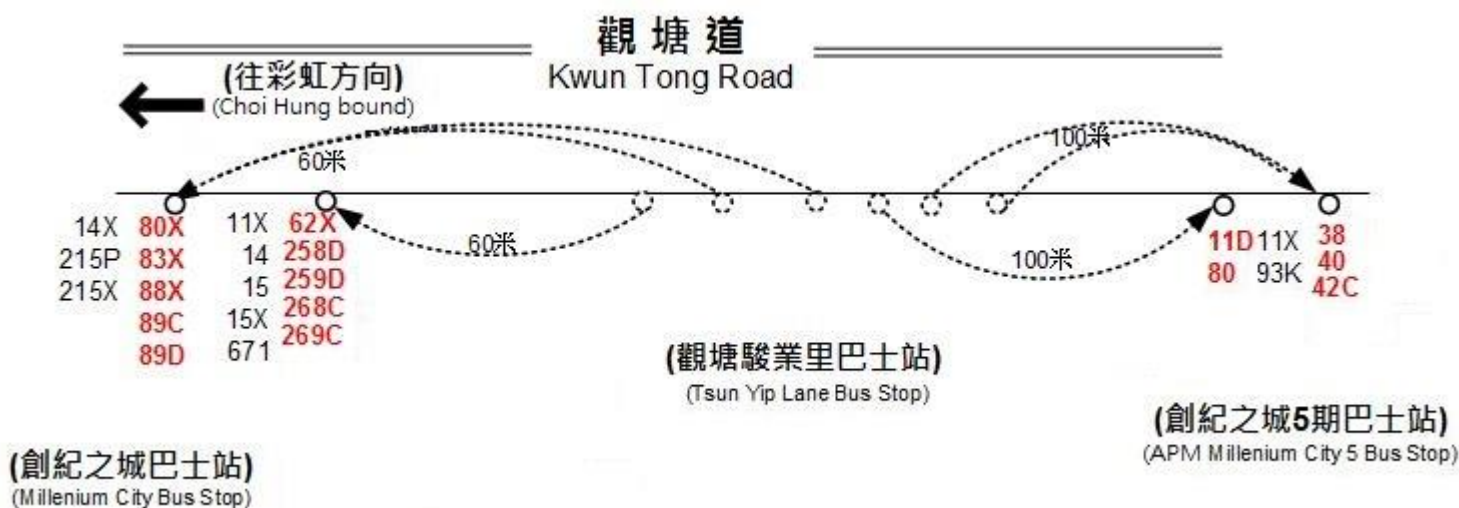 觀塘道
Kwun Tong Road
(往彩虹方向)
(Choi Hung bound)
60米
100米
60米
100米
14X 80X
215P 83X
215X 88X
89C
89D
11X 62X
14 258D
15 259D
15X 268C
671 269C
11D 11X 38
80 93K 40
42C
(觀塘駿業里巴士站)
(Tsun Yip Lane Bus Stop)
(創紀之城5期巴士站)
(APM Millenium City 5 Bus Stop)
(創紀之城巴士站)
(Millenium City Bus Stop)